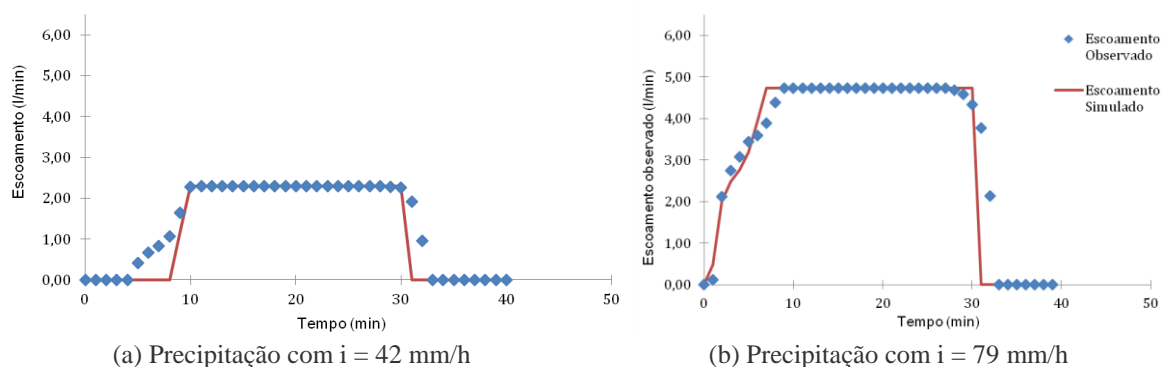 6,00
5,00
4,00
3,00
2,00
1,00
0,00
Escoamento (l/min)
0
10
20
30
40
50
Tempo (min)
(a) Precipitação com i = 42 mm/h
6,00
5,00
4,00
3,00
2,00
1,00
0,00
Escoamento observado (l/min)
0
10
20
30
40
50
Tempo (min)
Escoamento
Observado
Escoamento
Simulado
(b) Precipitação com i = 79 mm/h